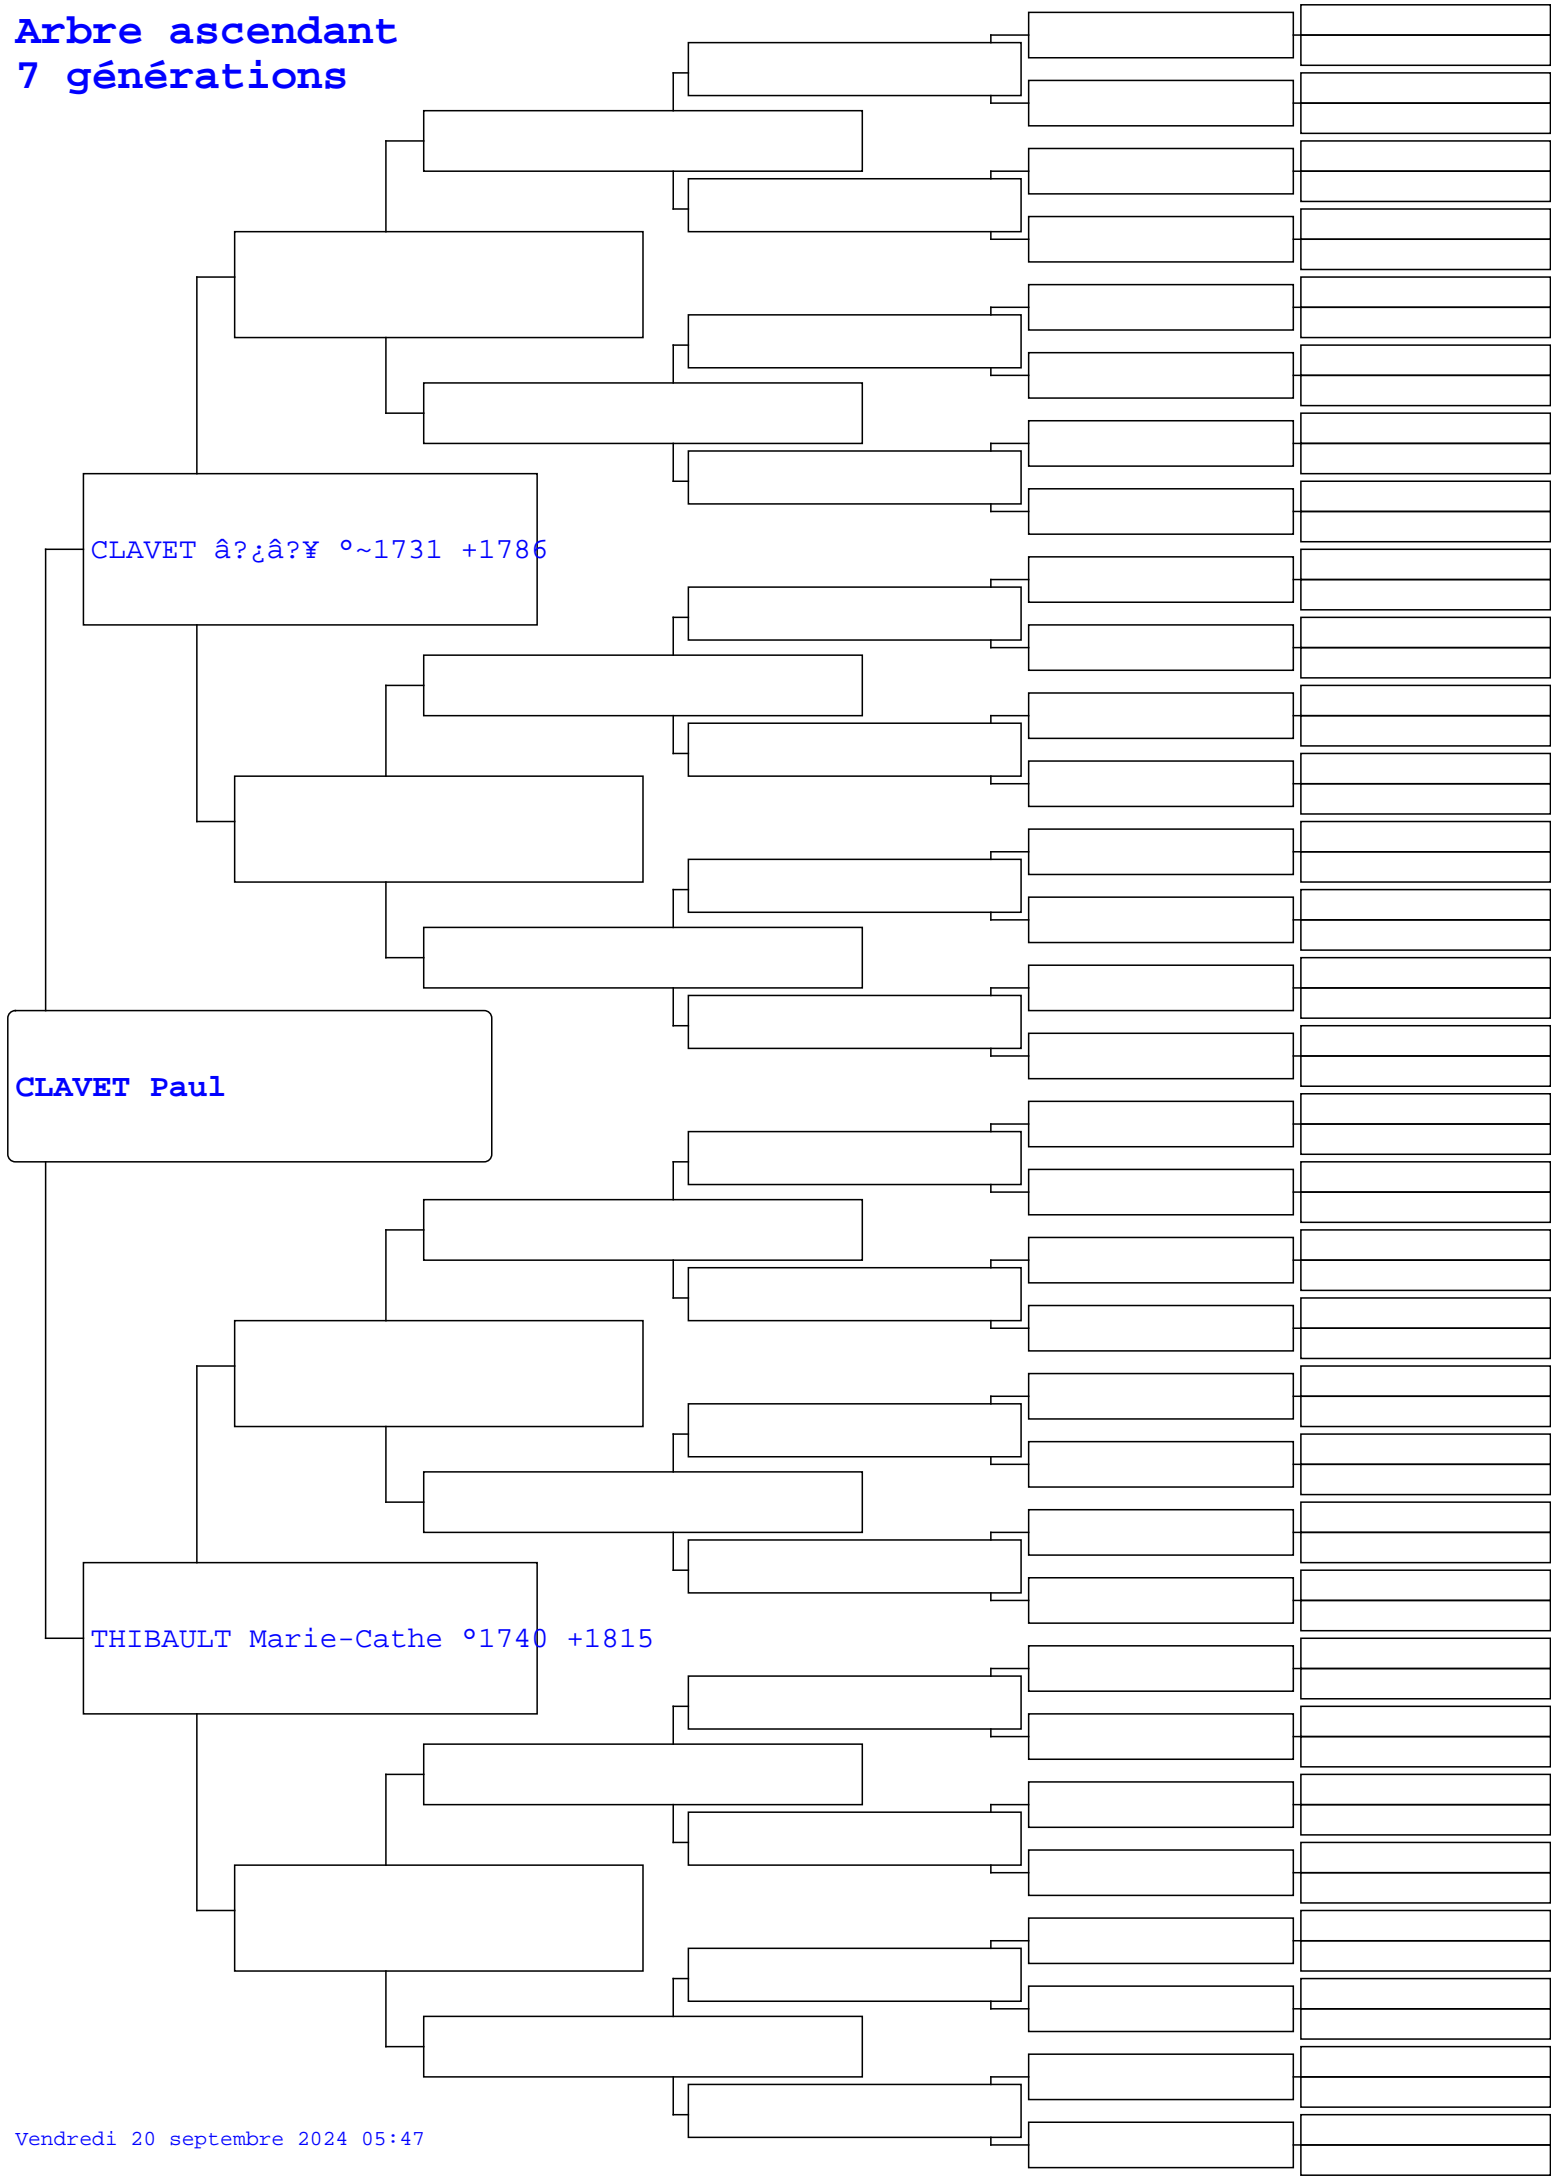 Arbre ascendant
7 générations
CLAVET â?¿â?¥ º~1731 +1786
CLAVET Paul
THIBAULT Marie-Cathe º1740 +1815
Vendredi 20 septembre 2024 05:47